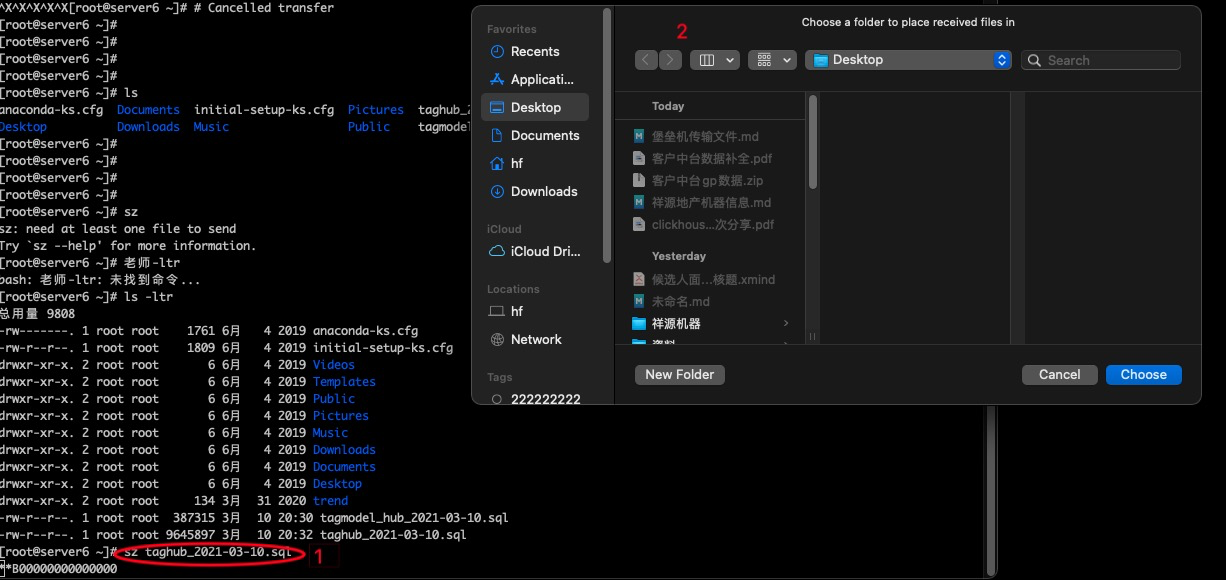 ^X^X^X^X^X[root@server6 ~]# # Cancelled transfer
[root@server6 ~]#
[root@server6 ~]#
[root@server6 ~]#
[root@server6 ~]#
[root@server6 ~]# ls
anaconda-ks.cfg Documents initial-setup-ks.cfg Pictures taghub_2
Desktop Downloads Music Public tagmodel
[root@server6 ~]#
[root@server6 ~]#
[root@server6 ~]#
[root@server6 ~]#
[root@server6 ~]# sz
sz: need at least one file to send
Try `sz --help' for more information.
[root@server6 ~]# 老师-ltr
bash: 老师-ltr: 未找到命令...
[root@server6 ~]# ls -ltr
总用量 9808
-rw-------. 1 root root 1761 6月 4 2019 anaconda-ks.cfg
-rw-r--r--. 1 root root 1809 6月 4 2019 initial-setup-ks.cfg
drwxr-xr-x. 2 root root 6 6月 4 2019 Videos
drwxr-xr-x. 2 root root 6 6月 4 2019 Templates
drwxr-xr-x. 2 root root 6 6月 4 2019 Public
drwxr-xr-x. 2 root root 6 6月 4 2019 Pictures
drwxr-xr-x. 2 root root 6 6月 4 2019 Music
drwxr-xr-x. 2 root root 6 6月 4 2019 Downloads
drwxr-xr-x. 2 root root 6 6月 4 2019 Documents
drwxr-xr-x. 2 root root 6 6月 4 2019 Desktop
drwxr-xr-x. 2 root root 134 3月 31 2020 trend
-rw-r--r--. 1 root root 387315 3月 10 20:30 tagmodel_hub_2021-03-10.sql
-rw-r--r--. 1 root root 9645897 3月 10 20:32 taghub_2021-03-10.sql
[root@server6 ~]# sz taghub_2021-03-10.sql 1
**B00000000000000
Choose a folder to place received files in
2
Desktop
Search
Favorites
Recents
Applicati...
Desktop
Documents
hf
Downloads
iCloud
iCloud Dri...
Locations
hf
Network
Tags
222222222
Today
堡垒机传输文件.md
客户中台数据补全.pdf
客户中台gp数据.zip
祥源地产机器信息.md
clickhous...次分享.pdf
Yesterday
候选人面...核题.xmind
未命名.md
祥源机器
资料
New Folder
Cancel
Choose